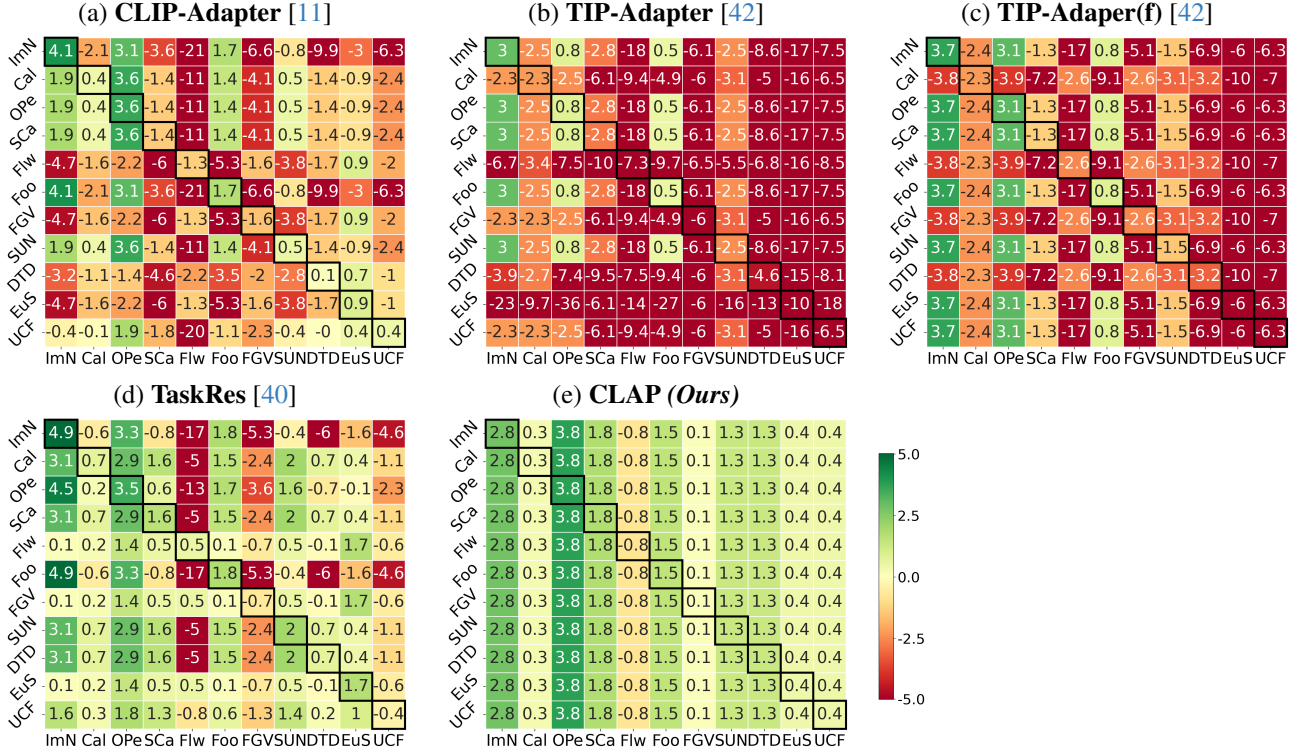 (a) CLIP-Adapter [11]
ImN 4.1 -2.1 3.1 -3.6 -21 1.7 -6.6 -0.8 -9.9 -3 -6.3
Cal 1.9 0.4 3.6 -1.4 -11 1.4 -4.1 0.5 -1.4 -0.9 -2.4
OPe 1.9 0.4 3.6 -1.4 -11 1.4 -4.1 0.5 -1.4 -0.9 -2.4
SCa 1.9 0.4 3.6 -1.4 -11 1.4 -4.1 0.5 -1.4 -0.9 -2.4
Flw -4.7 -1.6 -2.2 -6 -1.3 -5.3 -1.6 -3.8 -1.7 0.9 -2
Foo 4.1 -2.1 3.1 -3.6 -21 1.7 -6.6 -0.8 -9.9 -3 -6.3
FGV -4.7 -1.6 -2.2 -6 -1.3 -5.3 -1.6 -3.8 -1.7 0.9 -2
SUN 1.9 0.4 3.6 -1.4 -11 1.4 -4.1 0.5 -1.4 -0.9 -2.4
DTD -3.2 -1.1 -1.4 -4.6 -2.2 -3.5 -2 -2.8 0.1 0.7 -1
EuS -4.7 -1.6 -2.2 -6 -1.3 -5.3 -1.6 -3.8 -1.7 0.9 -1
UCF -0.4 -0.1 1.9 -1.8 -20 -1.1 -2.3 -0.4 -0 0.4 0.4
ImN Cal OPe SCa Flw Foo FGV SUN DTD EuS UCF
(b) TIP-Adapter [42]
ImN 3 -2.5 0.8 -2.8 -18 0.5 -6.1 -2.5 -8.6 -17 -7.5
Cal -2.3 -2.3 -2.5 -6.1 -9.4 -4.9 -6 -3.1 -5 -16 -6.5
OPe 3 -2.5 0.8 -2.8 -18 0.5 -6.1 -2.5 -8.6 -17 -7.5
SCa 3 -2.5 0.8 -2.8 -18 0.5 -6.1 -2.5 -8.6 -17 -7.5
Flw -6.7 -3.4 -7.5 -10 -7.3 -9.7 -6.5 -5.5 -6.8 -16 -8.5
Foo 3 -2.5 0.8 -2.8 -18 0.5 -6.1 -2.5 -8.6 -17 -7.5
FGV -2.3 -2.3 -2.5 -6.1 -9.4 -4.9 -6 -3.1 -5 -16 -6.5
SUN 3 -2.5 0.8 -2.8 -18 0.5 -6.1 -2.5 -8.6 -17 -7.5
DTD -3.9 -2.7 -7.4 -9.5 -7.5 -9.4 -6 -3.1 -4.6 -15 -8.1
EuS -23 -9.7 -36 -6.1 -14 -27 -6 -16 -13 -10 -18
UCF -2.3 -2.3 -2.5 -6.1 -9.4 -4.9 -6 -3.1 -5 -16 -6.5
ImN Cal OPe SCa Flw Foo FGV SUN DTD EuS UCF
(c) TIP-Adaper(f) [42]
ImN 3.7 -2.4 3.1 -1.3 -17 0.8 -5.1 -1.5 -6.9 -6 -6.3
Cal -3.8 -2.3 -3.9 -7.2 -2.6 -9.1 -2.6 -3.1 -3.2 -10 -7
OPe 3.7 -2.4 3.1 -1.3 -17 0.8 -5.1 -1.5 -6.9 -6 -6.3
SCa 3.7 -2.4 3.1 -1.3 -17 0.8 -5.1 -1.5 -6.9 -6 -6.3
Flw -3.8 -2.3 -3.9 -7.2 -2.6 -9.1 -2.6 -3.1 -3.2 -10 -7
Foo 3.7 -2.4 3.1 -1.3 -17 0.8 -5.1 -1.5 -6.9 -6 -6.3
FGV -3.8 -2.3 -3.9 -7.2 -2.6 -9.1 -2.6 -3.1 -3.2 -10 -7
SUN 3.7 -2.4 3.1 -1.3 -17 0.8 -5.1 -1.5 -6.9 -6 -6.3
DTD -3.8 -2.3 -3.9 -7.2 -2.6 -9.1 -2.6 -3.1 -3.2 -10 -7
EuS 3.7 -2.4 3.1 -1.3 -17 0.8 -5.1 -1.5 -6.9 -6 -6.3
UCF 3.7 -2.4 3.1 -1.3 -17 0.8 -5.1 -1.5 -6.9 -6 -6.3
ImN Cal OPe SCa Flw Foo FGV SUN DTD EuS UCF
(d) TaskRes [40]
ImN 4.9 -0.6 3.3 -0.8 -17 1.8 -5.3 -0.4 -6 -1.6 -4.6
Cal 3.1 0.7 2.9 1.6 -5 1.5 -2.4 2 0.7 0.4 -1.1
OPe 4.5 0.2 3.5 0.6 -13 1.7 -3.6 1.6 -0.7 -0.1 -2.3
SCa 3.1 0.7 2.9 1.6 -5 1.5 -2.4 2 0.7 0.4 -1.1
Flw 0.1 0.2 1.4 0.5 0.5 0.1 -0.7 0.5 -0.1 1.7 -0.6
Foo 4.9 -0.6 3.3 -0.8 -17 1.8 -5.3 -0.4 -6 -1.6 -4.6
FGV 0.1 0.2 1.4 0.5 0.5 0.1 -0.7 0.5 -0.1 1.7 -0.6
SUN 3.1 0.7 2.9 1.6 -5 1.5 -2.4 2 0.7 0.4 -1.1
DTD 3.1 0.7 2.9 1.6 -5 1.5 -2.4 2 0.7 0.4 -1.1
EuS 0.1 0.2 1.4 0.5 0.5 0.1 -0.7 0.5 -0.1 1.7 -0.6
UCF 1.6 0.3 1.8 1.3 -0.8 0.6 -1.3 1.4 0.2 1 -0.4
ImN Cal OPe SCa Flw Foo FGV SUN DTD EuS UCF
(e) CLAP (Ours)
ImN 2.8 0.3 3.8 1.8 -0.8 1.5 0.1 1.3 1.3 0.4 0.4
Cal 2.8 0.3 3.8 1.8 -0.8 1.5 0.1 1.3 1.3 0.4 0.4
OPe 2.8 0.3 3.8 1.8 -0.8 1.5 0.1 1.3 1.3 0.4 0.4
SCa 2.8 0.3 3.8 1.8 -0.8 1.5 0.1 1.3 1.3 0.4 0.4
Flw 2.8 0.3 3.8 1.8 -0.8 1.5 0.1 1.3 1.3 0.4 0.4
Foo 2.8 0.3 3.8 1.8 -0.8 1.5 0.1 1.3 1.3 0.4 0.4
FGV 2.8 0.3 3.8 1.8 -0.8 1.5 0.1 1.3 1.3 0.4 0.4
SUN 2.8 0.3 3.8 1.8 -0.8 1.5 0.1 1.3 1.3 0.4 0.4
DTD 2.8 0.3 3.8 1.8 -0.8 1.5 0.1 1.3 1.3 0.4 0.4
EuS 2.8 0.3 3.8 1.8 -0.8 1.5 0.1 1.3 1.3 0.4 0.4
UCF 2.8 0.3 3.8 1.8 -0.8 1.5 0.1 1.3 1.3 0.4 0.4
ImN Cal OPe SCa Flw Foo FGV SUN DTD EuS UCF
5.0
2.5
0.0
-2.5
-5.0